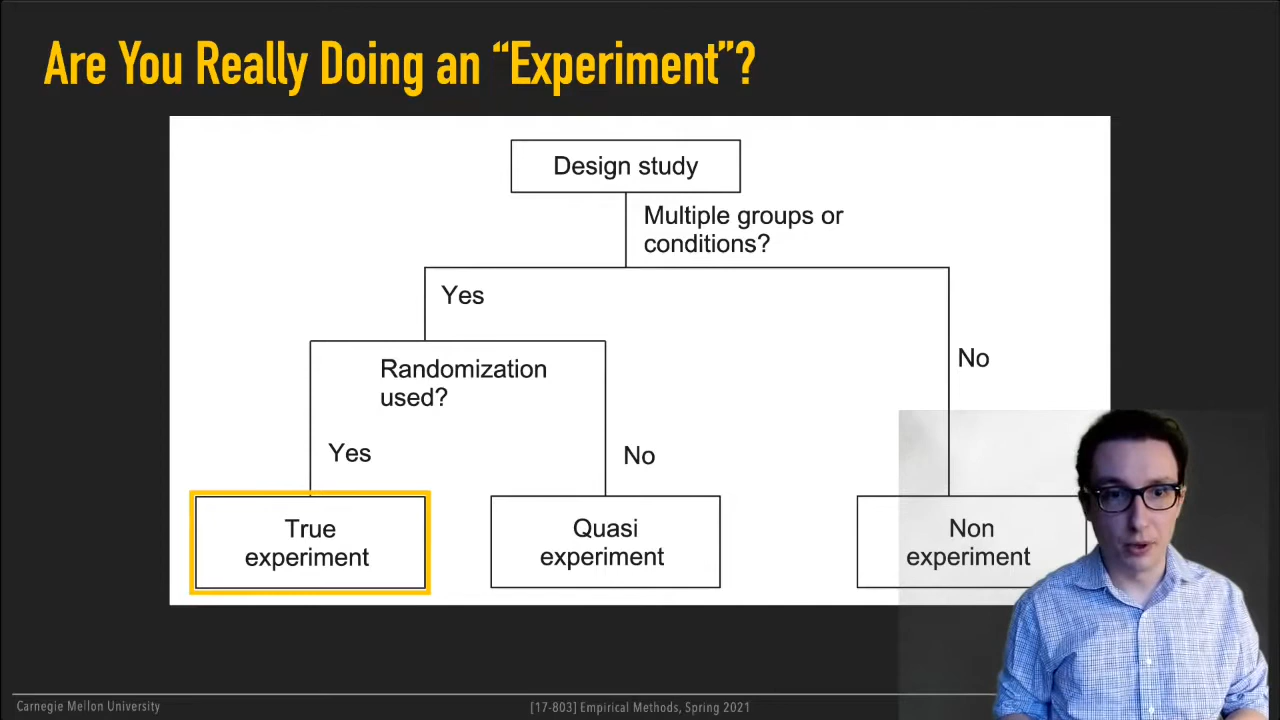 Are You Really Doing an “Experiment”?
Design study
Multiple groups or
conditions?
Yes
No
Randomization
used?
Yes
No
True
experiment
Quasi
experiment
Non
experiment
Carnegie Mellon University
[17-803] Empirical Methods, Spring 2021